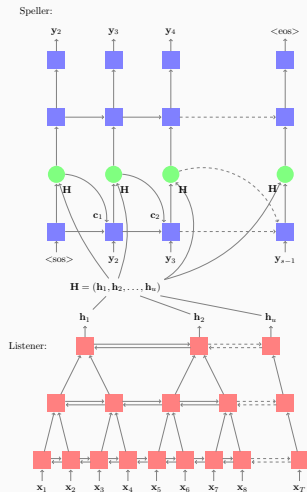 Speller:
y₂ y₃ y₄ <eos>
H H H H
c₁ c₂
<sos> y₂ y₃ yₛ₋₁
H = (h₁, h₂, . . . , hᵤ)
h₁ h₂ hᵤ
Listener:
x₁ x₂ x₃ x₄ x₅ x₆ x₇ x₈ x_T